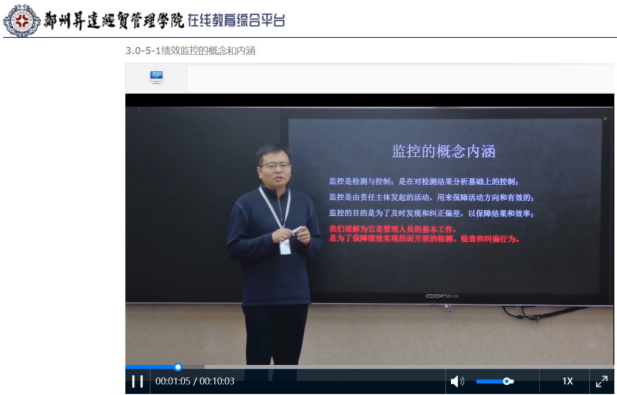 郑州昇达经贸管理学院在线教育综合平台
3.0-5-1绩效监控的概念和内涵
监控的概念内涵
监控是检测与控制；是在对检测结果分析基础上的控制；
监控是由责任主体发起的活动，用来保障活动方向和有效的；
监控的目的是为了及时发现和纠正偏差，以保障结果和效率；
我们理解为它是管理人员的基本工作，
是为了保障绩效实现的而开展的检测、检查和纠偏行为。
00:01:05 / 00:10:03
1X